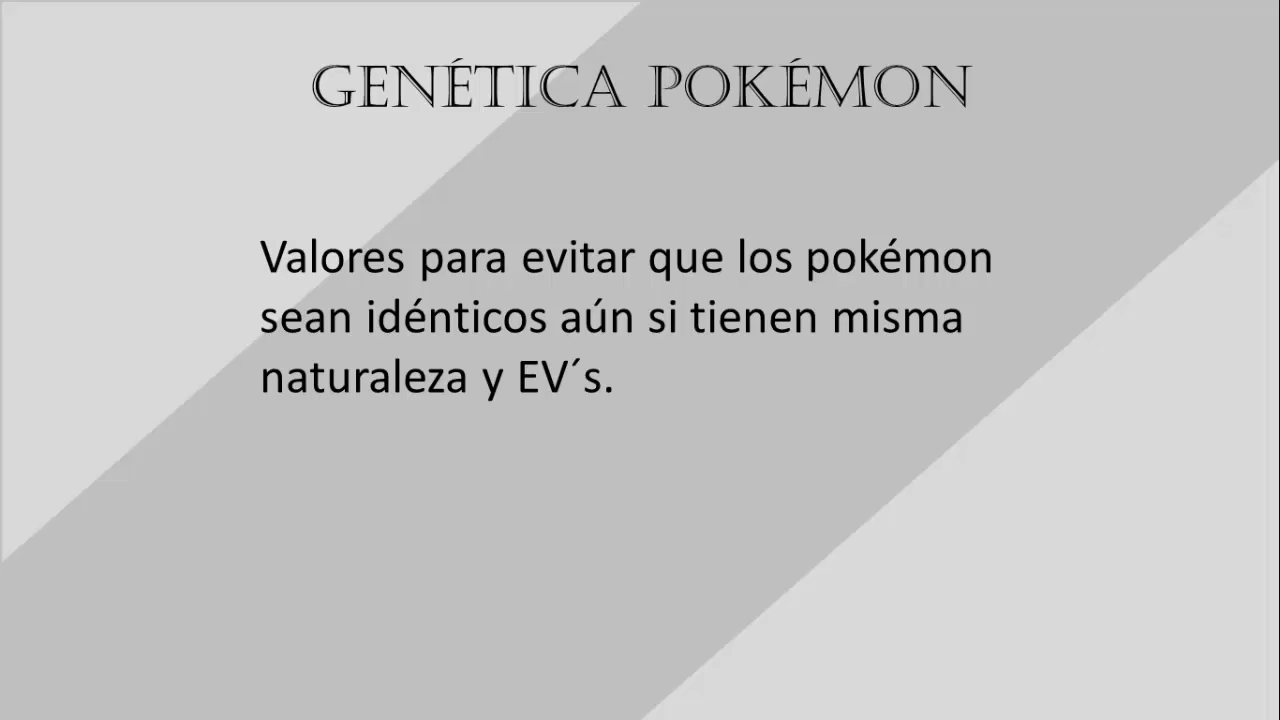 GENÉTICA POKÉMON
Valores para evitar que los pokémon
sean idénticos aún si tienen misma
naturaleza y EV´s.